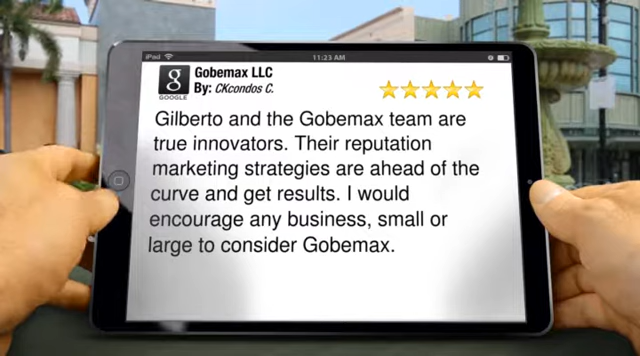 iPod 11:23 AM
g Gobemax LLC
By: CKcondos C.
GOOGLE
Gilberto and the Gobemax team are
true innovators. Their reputation
marketing strategies are ahead of the
curve and get results. I would
encourage any business, small or
large to consider Gobemax.